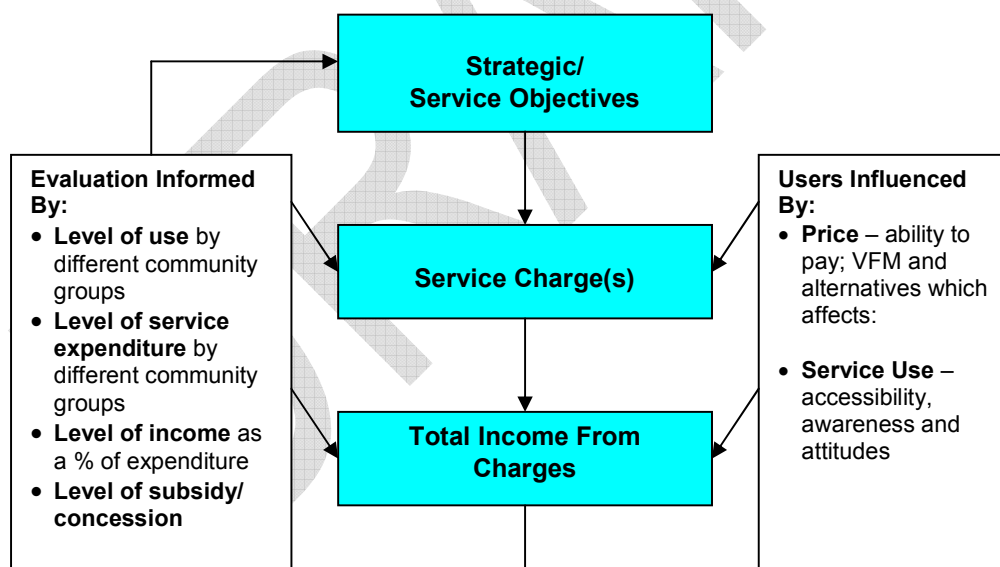 Strategic/
Service Objectives
Evaluation Informed
By:
• Level of use by
different community
groups
• Level of service
expenditure by
different community
groups
• Level of income as
a % of expenditure
• Level of subsidy/
concession
Service Charge(s)
Total Income From
Charges
Users Influenced
By:
• Price – ability to
pay; VFM and
alternatives which
affects:
• Service Use –
accessibility,
awareness and
attitudes